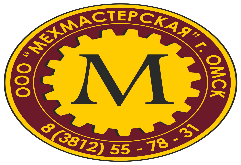 ООО "МЕХМАСТЕРСКАЯ" г. ОМСК
М
8 (3812) 55 - 78 - 31